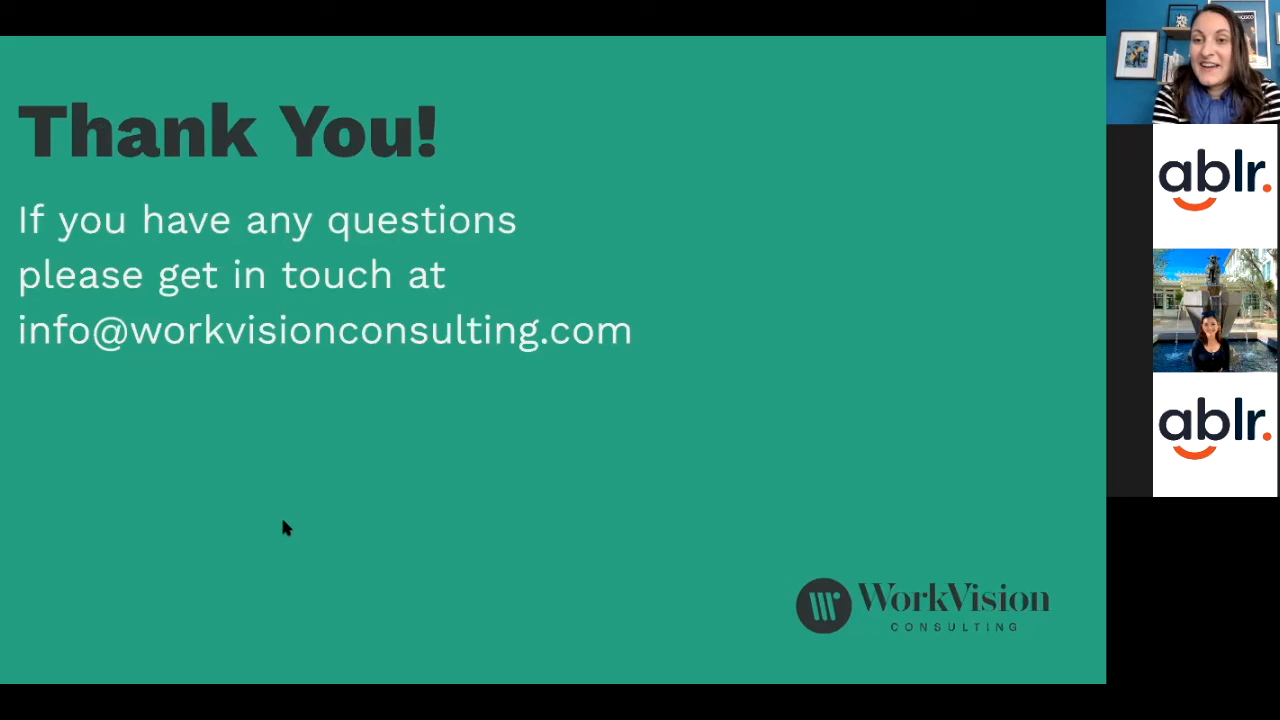 Thank You!
If you have any questions
please get in touch at
info@workvisionconsulting.com
WorkVision
CONSULTING
ablr.
ablr.